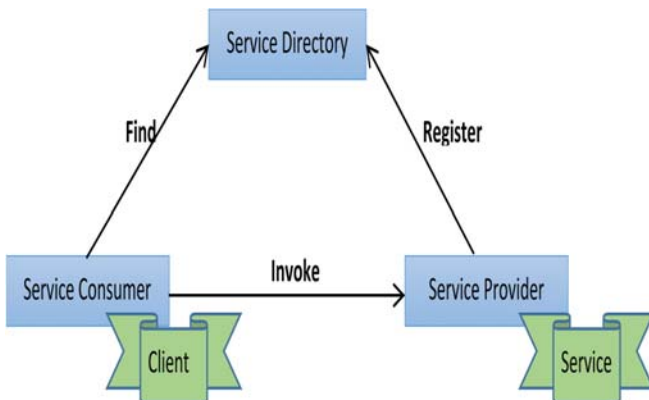 Service Directory
Find
Register
Service Consumer
Invoke
Service Provider
Client
Service